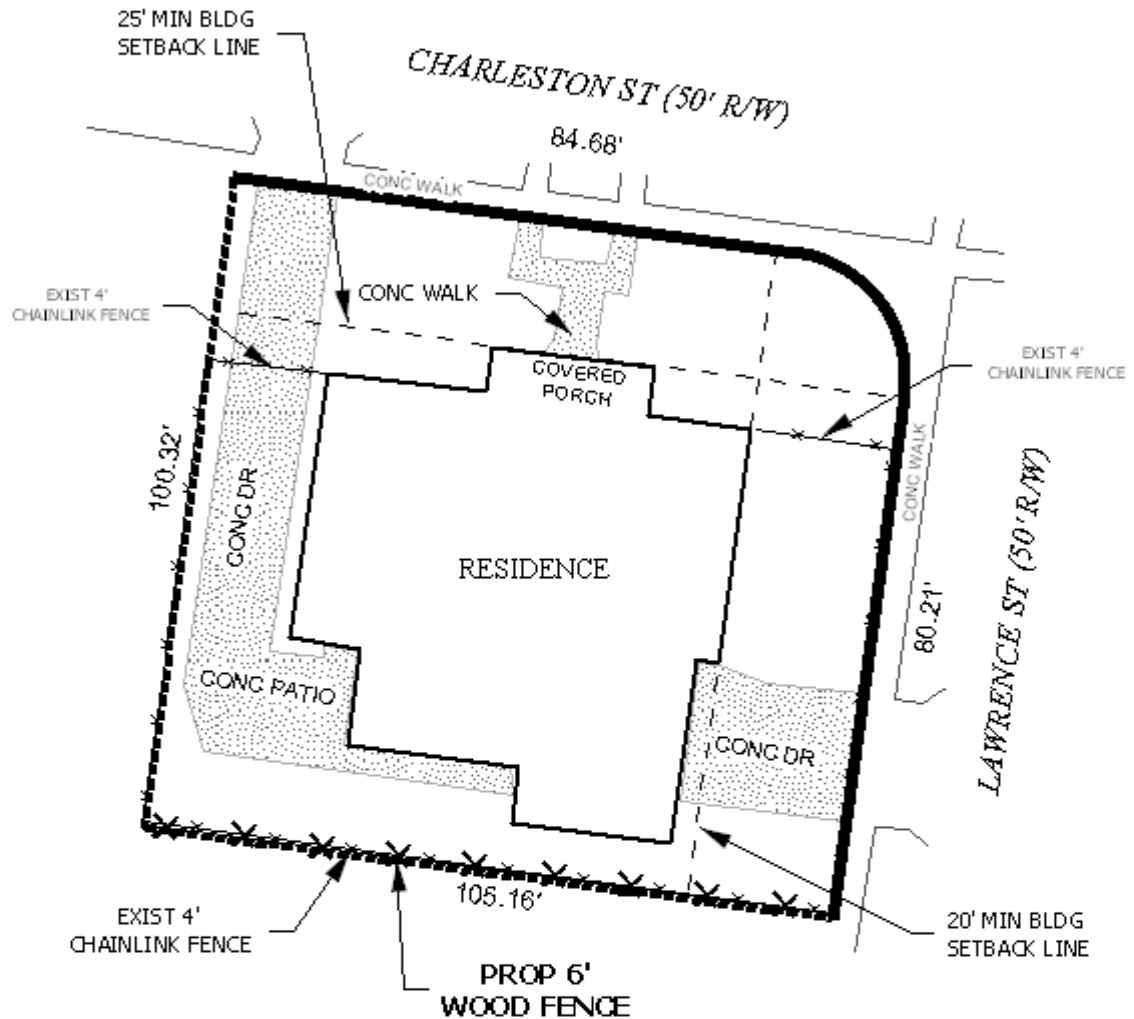 25' MIN BLDG
SETBACK LINE
CHARLESTON ST (50' R/W)
84.68'
CONC WALK
EXIST 4'
CHAINLINK FENCE
CONC WALK
COVERED
PORCH
EXIST 4'
CHAINLINK FENCE
CONC WALK
100.32'
CONC DR
RESIDENCE
LAWRENCE ST (50' R/W)
80.21'
CONC PATIO
CONC DR
105.16'
EXIST 4'
CHAINLINK FENCE
20' MIN BLDG
SETBACK LINE
PROP 6'
WOOD FENCE